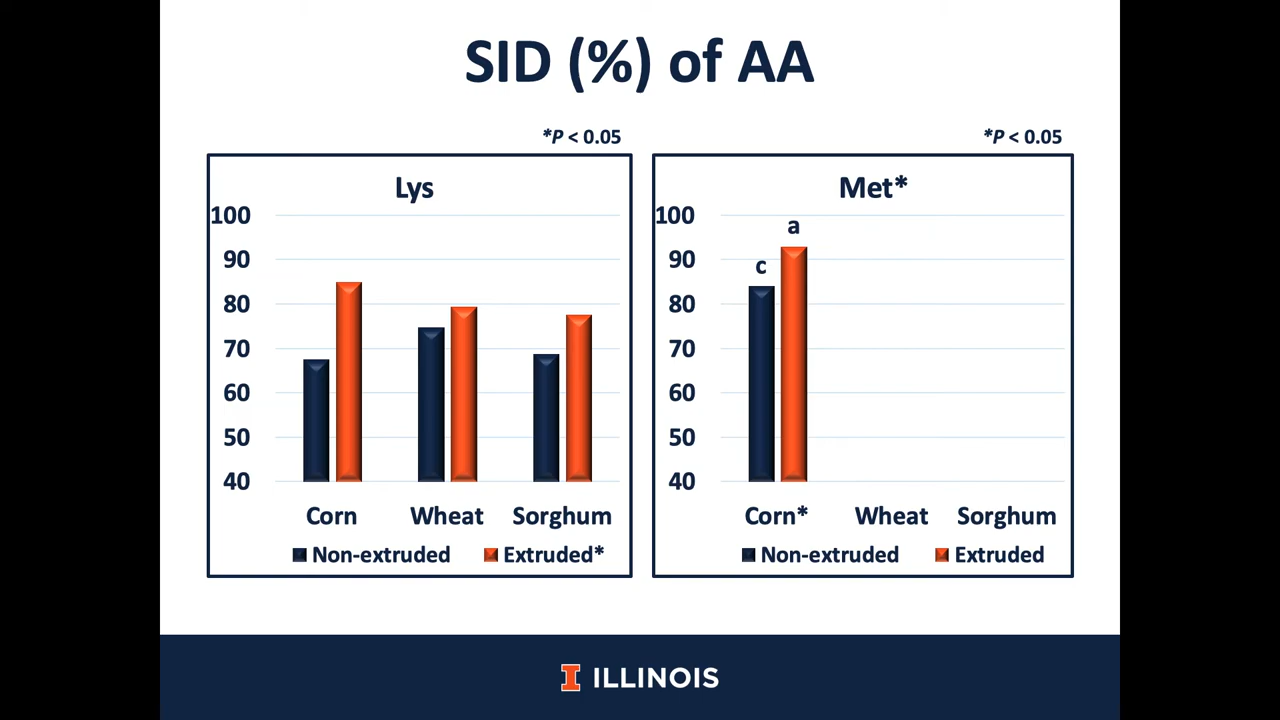 SID (%) of AA
*P < 0.05
*P < 0.05
Lys
100
90
80
70
60
50
40
Corn Wheat Sorghum
Non-extruded Extruded*
Met*
100
90
80
70
60
50
40
c
a
Corn* Wheat Sorghum
Non-extruded Extruded
I ILLINOIS